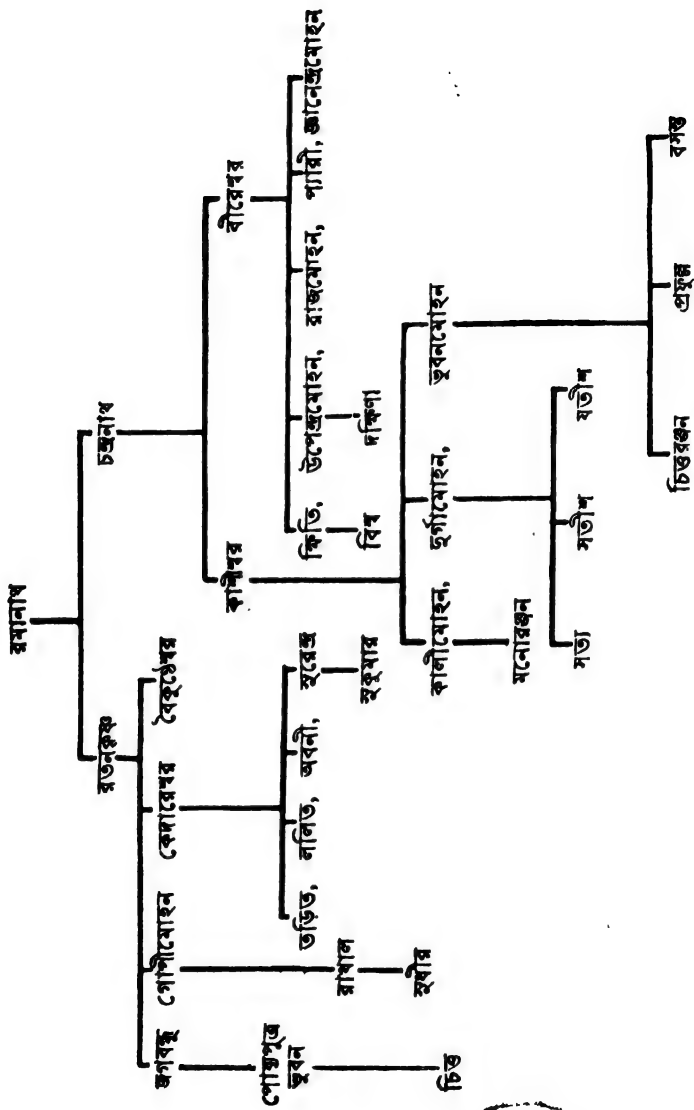 রমানাথ
রতনকৃষ্ণ চন্দ্রনাথ
জগবন্ধু গোপীমোহন কেদারেশ্বর বৈকুণ্ঠেশ্বর কাশীশ্বর বীরেশ্বর
পোষ্যপুত্র ভুবন
রাখাল
তড়িত, ললিত, অবনী, সুরেন্দ্র
ক্ষিতি, উপেন্দ্রমোহন, রাজমোহন, প্যারী, জ্ঞানেন্দ্রমোহন
সুধীর
সুকুমার
বিশ্ব দক্ষিণা
কালীমোহন, দুর্গামোহন, ভুবনমোহন
চিত্ত
মনোরঞ্জন
সত্য সতীশ যতীশ
চিত্তরঞ্জন প্রফুল্ল বসন্ত